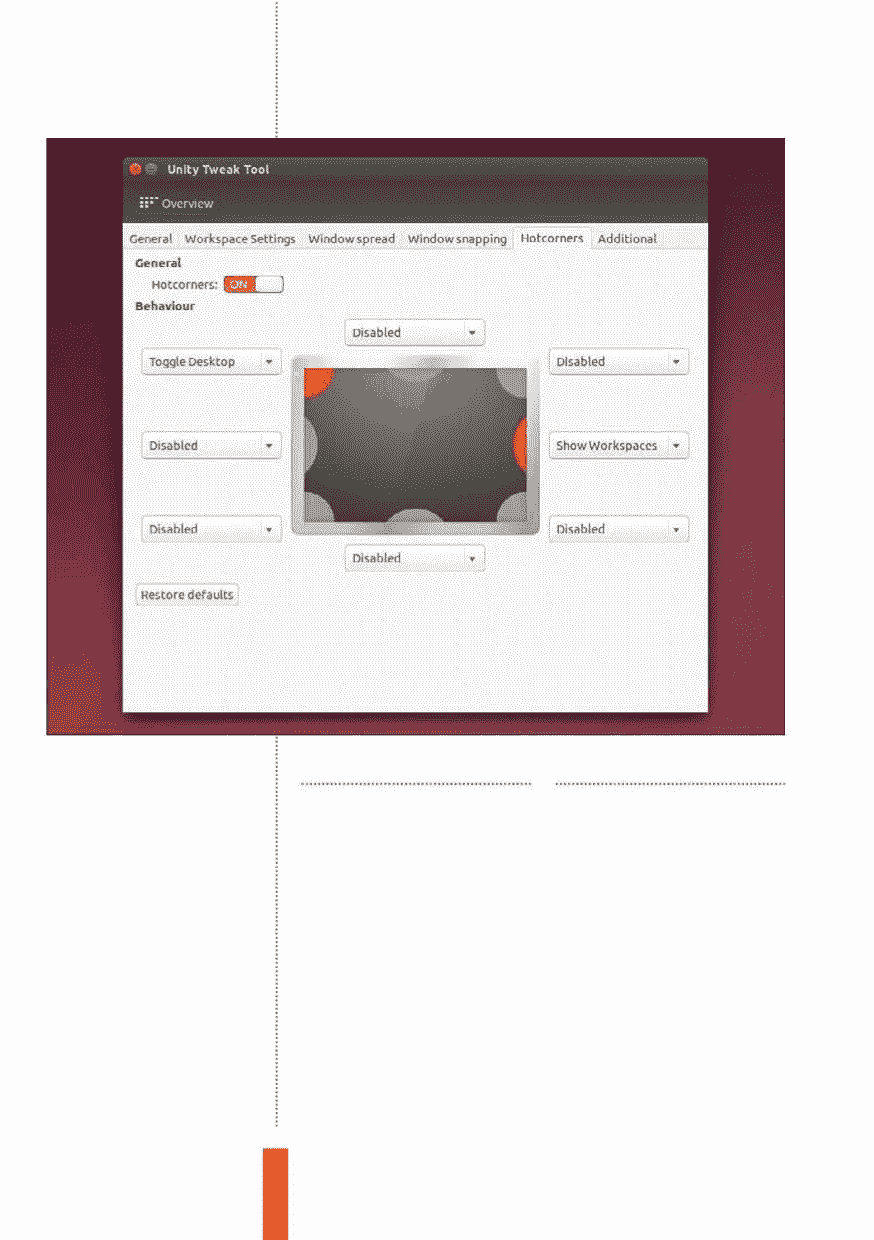 Unity Tweak Tool
Overview
General Workspace Settings Window spread Window snapping Hotcorners Additional
General
Hotcorners: ON
Behaviour
Disabled
Toggle Desktop Disabled
Disabled Show Workspaces
Disabled Disabled
Disabled
Restore defaults